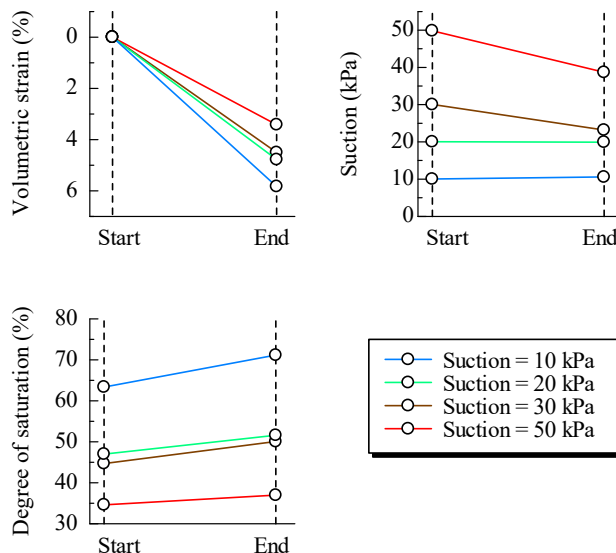 Volumetric strain (%)
0
2
4
6
Start
End
Suction (kPa)
50
40
30
20
10
0
Start
End
Degree of saturation (%)
80
70
60
50
40
30
Start
End
Suction = 10 kPa
Suction = 20 kPa
Suction = 30 kPa
Suction = 50 kPa